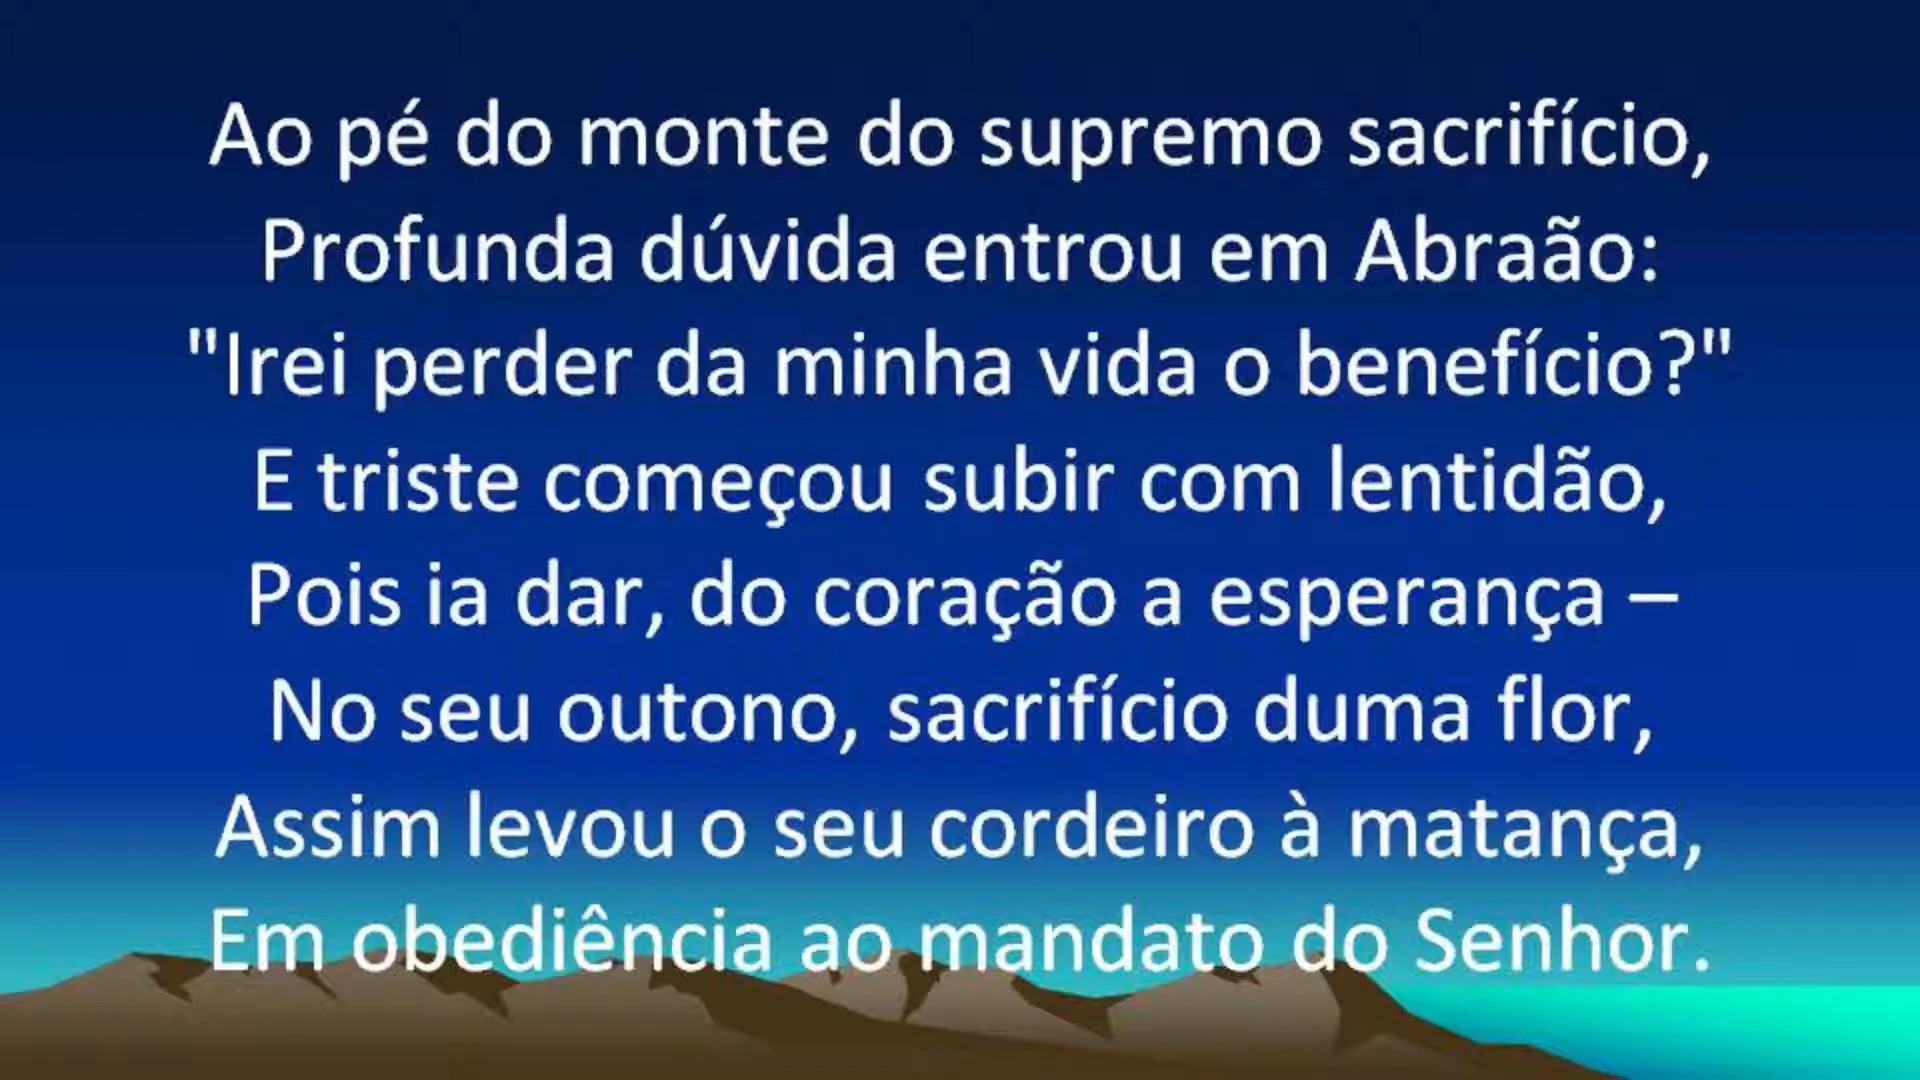 Ao pé do monte do supremo sacrifício,
Profunda dúvida entrou em Abraão:
"Irei perder da minha vida o benefício?"
E triste começou subir com lentidão,
Pois ia dar, do coração a esperança –
No seu outono, sacrifício duma flor,
Assim levou o seu cordeiro à matança,
Em obediência ao mandato do Senhor.